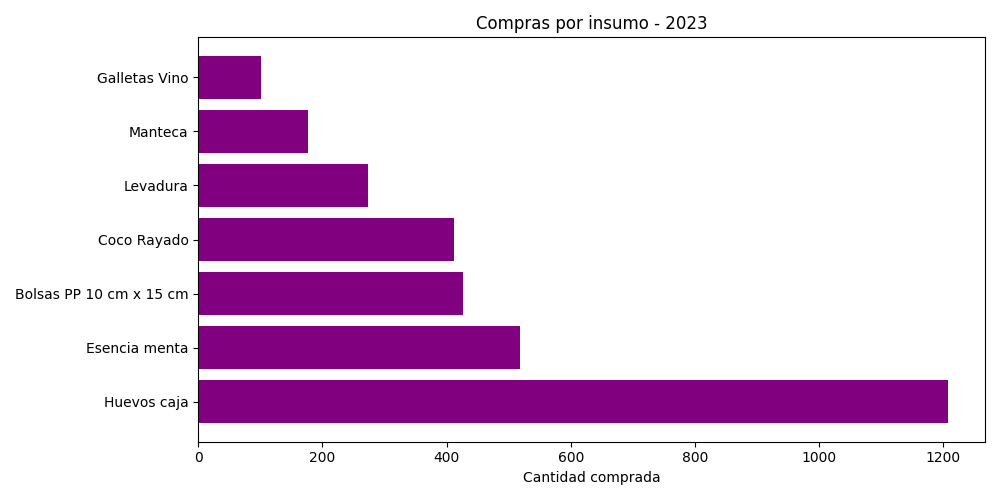 Compras por insumo - 2023
Galletas Vino
Manteca
Levadura
Coco Rayado
Bolsas PP 10 cm x 15 cm
Esencia menta
Huevos caja
0 200 400 600 800 1000 1200
Cantidad comprada